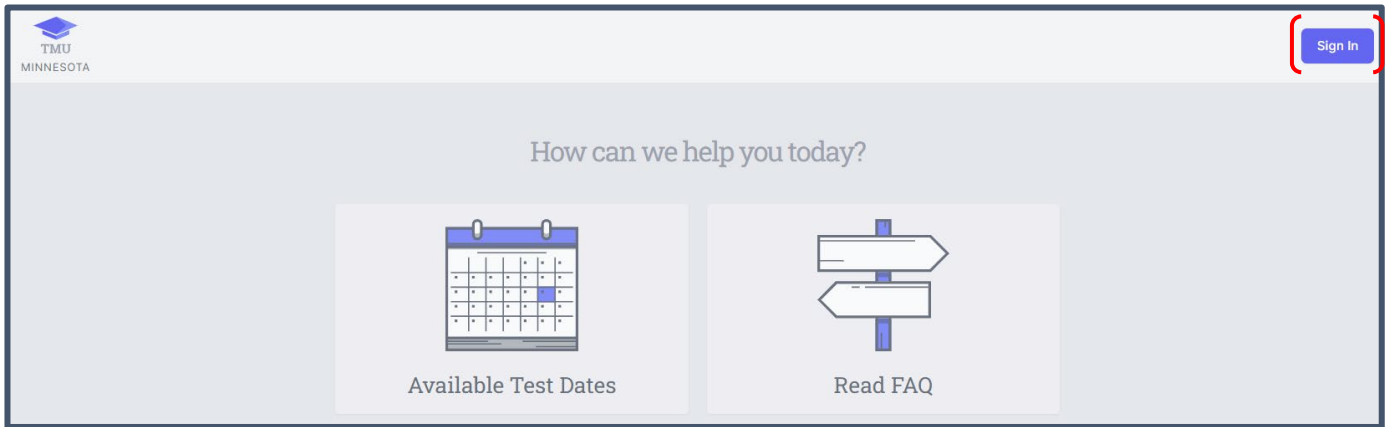 TMU
MINNESOTA
Sign In
How can we help you today?
Available Test Dates
Read FAQ